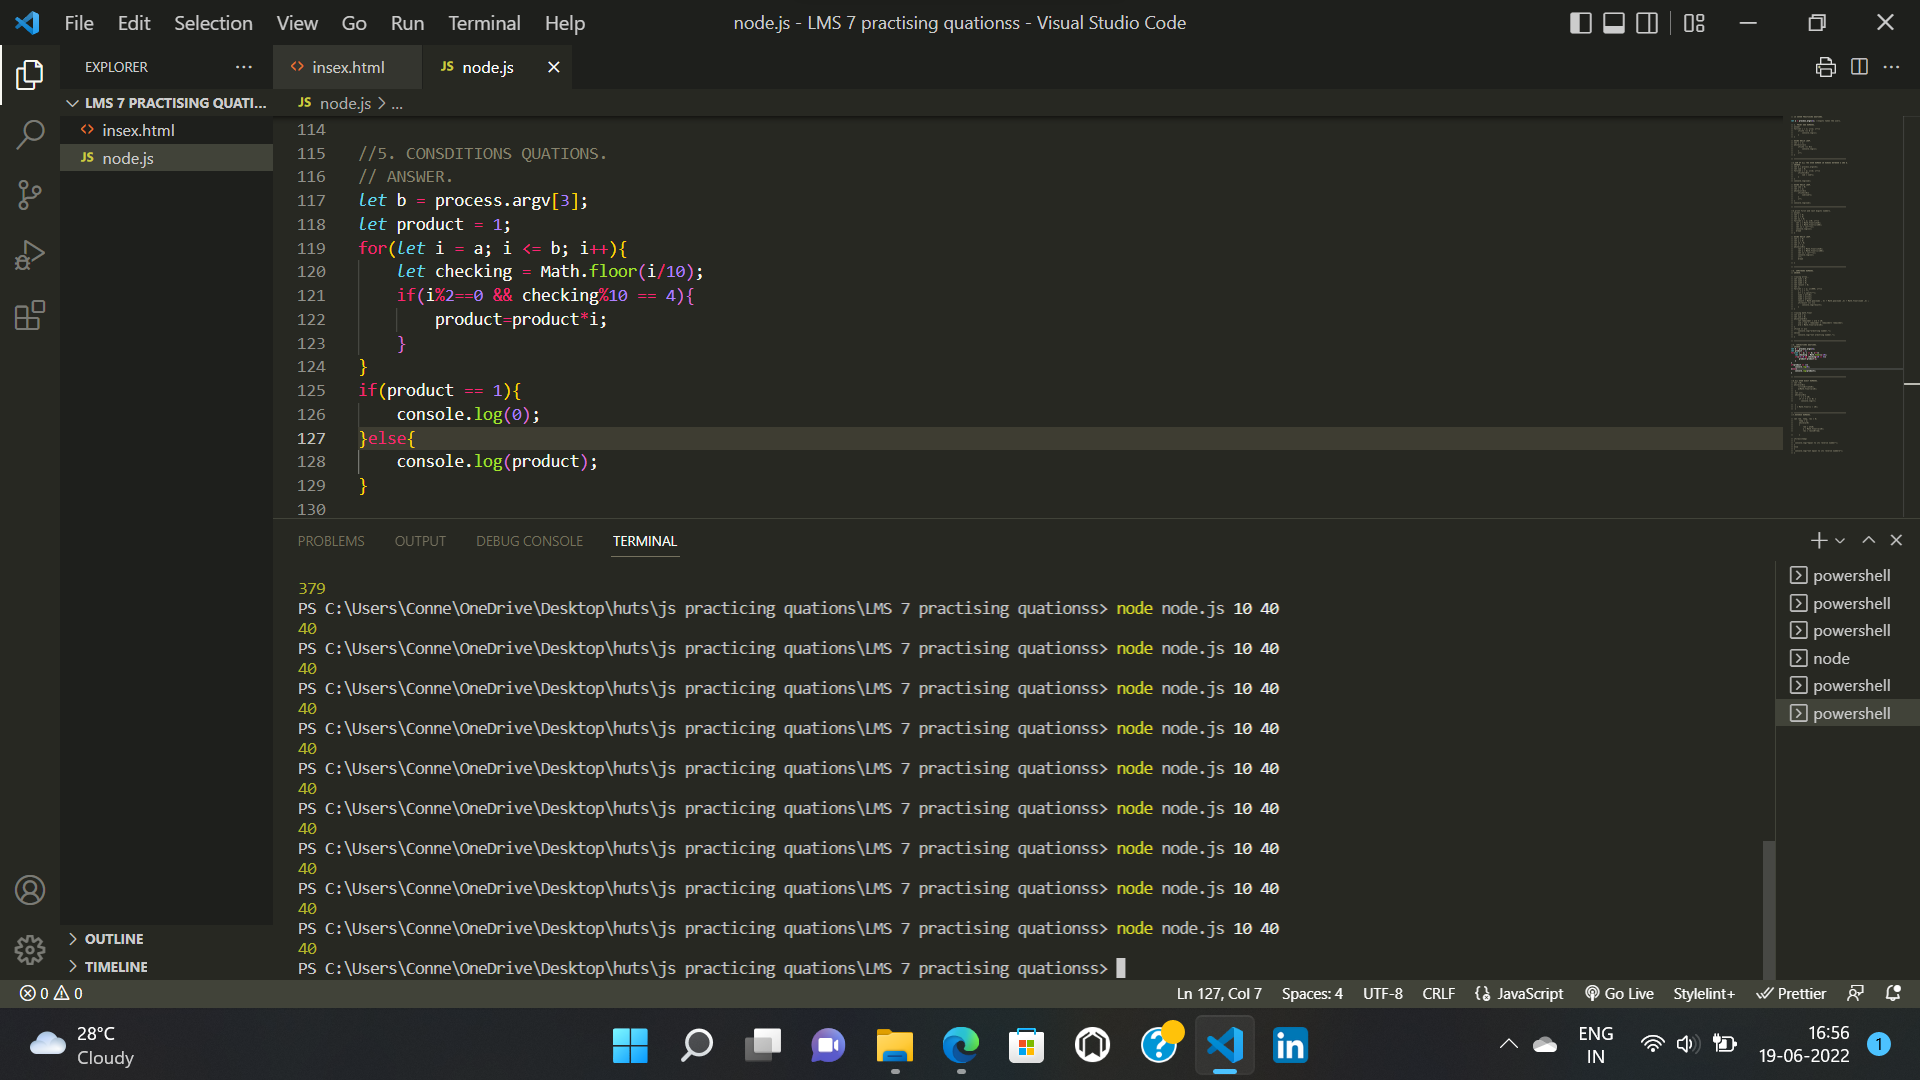 File Edit Selection View Go Run Terminal Help
node.js - LMS 7 practising quationss - Visual Studio Code
EXPLORER
insex.html
JS node.js
LMS 7 PRACTISING QUATI...
insex.html
JS node.js
JS node.js > ...
114
115 //5. CONSDITIONS QUATIONS.
116 // ANSWER.
117 let b = process.argv[3];
118 let product = 1;
119 for(let i = a; i <= b; i++){
120 let checking = Math.floor(i/10);
121 if(i%2==0 && checking%10 == 4){
122 product=product*i;
123 }
124 }
125 if(product == 1){
126 console.log(0);
127 }else{
128 console.log(product);
129 }
130
PROBLEMS OUTPUT DEBUG CONSOLE TERMINAL
379
PS C:\Users\Conne\OneDrive\Desktop\huts\js practicing quations\LMS 7 practising quationss> node node.js 10 40
40
PS C:\Users\Conne\OneDrive\Desktop\huts\js practicing quations\LMS 7 practising quationss> node node.js 10 40
40
PS C:\Users\Conne\OneDrive\Desktop\huts\js practicing quations\LMS 7 practising quationss> node node.js 10 40
40
PS C:\Users\Conne\OneDrive\Desktop\huts\js practicing quations\LMS 7 practising quationss> node node.js 10 40
40
PS C:\Users\Conne\OneDrive\Desktop\huts\js practicing quations\LMS 7 practising quationss> node node.js 10 40
40
PS C:\Users\Conne\OneDrive\Desktop\huts\js practicing quations\LMS 7 practising quationss> node node.js 10 40
40
PS C:\Users\Conne\OneDrive\Desktop\huts\js practicing quations\LMS 7 practising quationss> node node.js 10 40
40
PS C:\Users\Conne\OneDrive\Desktop\huts\js practicing quations\LMS 7 practising quationss> node node.js 10 40
40
PS C:\Users\Conne\OneDrive\Desktop\huts\js practicing quations\LMS 7 practising quationss> node node.js 10 40
40
PS C:\Users\Conne\OneDrive\Desktop\huts\js practicing quations\LMS 7 practising quationss>
powershell
powershell
powershell
node
powershell
powershell
OUTLINE
TIMELINE
0 0
Ln 127, Col 7 Spaces: 4 UTF-8 CRLF JavaScript Go Live Stylelint+ Prettier
28°C
Cloudy
ENG
IN
16:56
19-06-2022
1